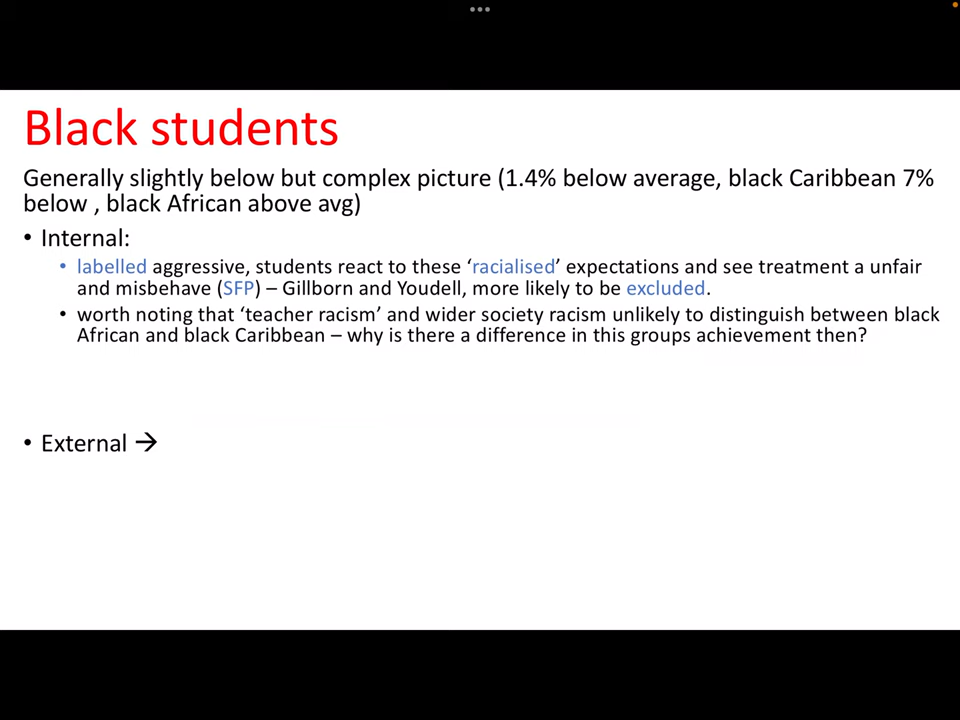 Black students
Generally slightly below but complex picture (1.4% below average, black Caribbean 7%
below , black African above avg)
• Internal:
• labelled aggressive, students react to these ‘racialised’ expectations and see treatment a unfair
and misbehave (SFP) – Gillborn and Youdell, more likely to be excluded.
• worth noting that ‘teacher racism’ and wider society racism unlikely to distinguish between black
African and black Caribbean – why is there a difference in this groups achievement then?
• External →